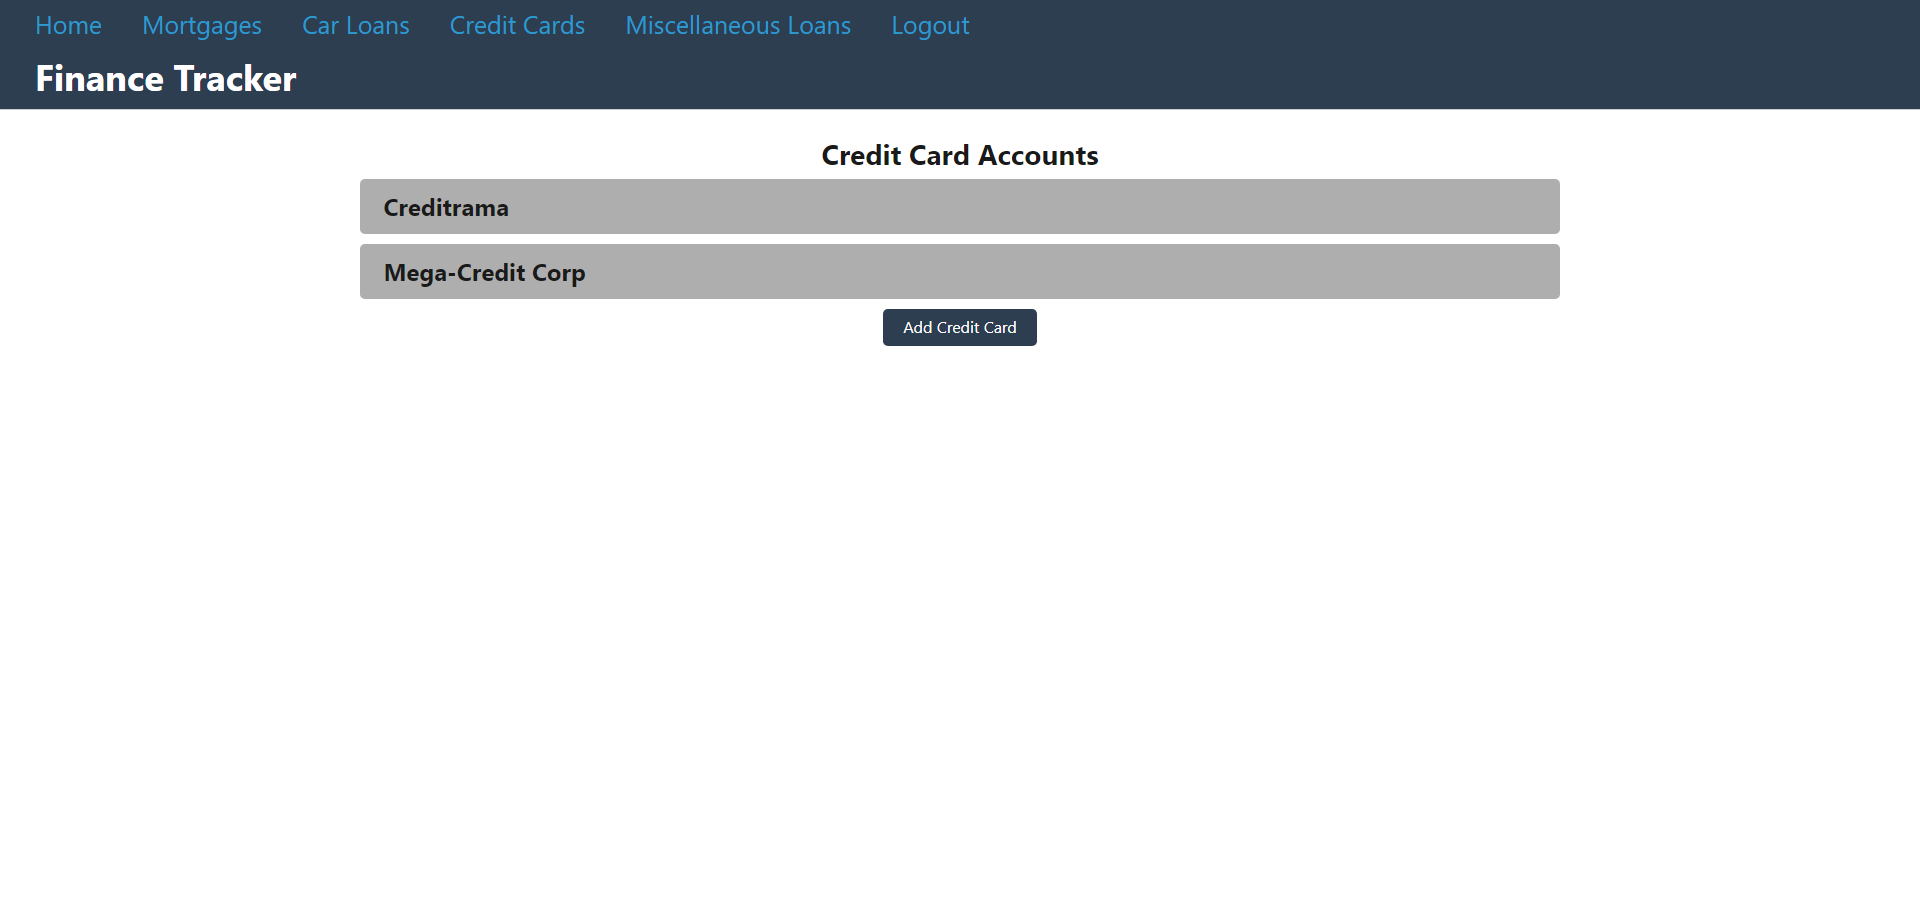 Home Mortgages Car Loans Credit Cards Miscellaneous Loans Logout
Finance Tracker
Credit Card Accounts
Creditrama
Mega-Credit Corp
Add Credit Card